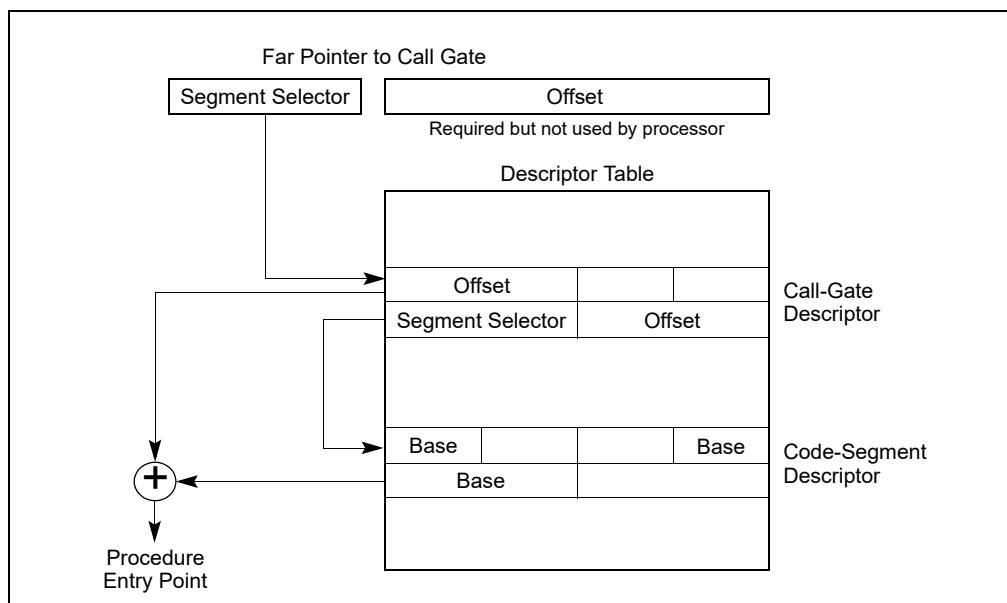 Far Pointer to Call Gate
Segment Selector
Offset
Required but not used by processor
Descriptor Table
Offset
Segment Selector
Offset
Call-Gate
Descriptor
Base
Base
Base
Code-Segment
Descriptor
+
Procedure
Entry Point